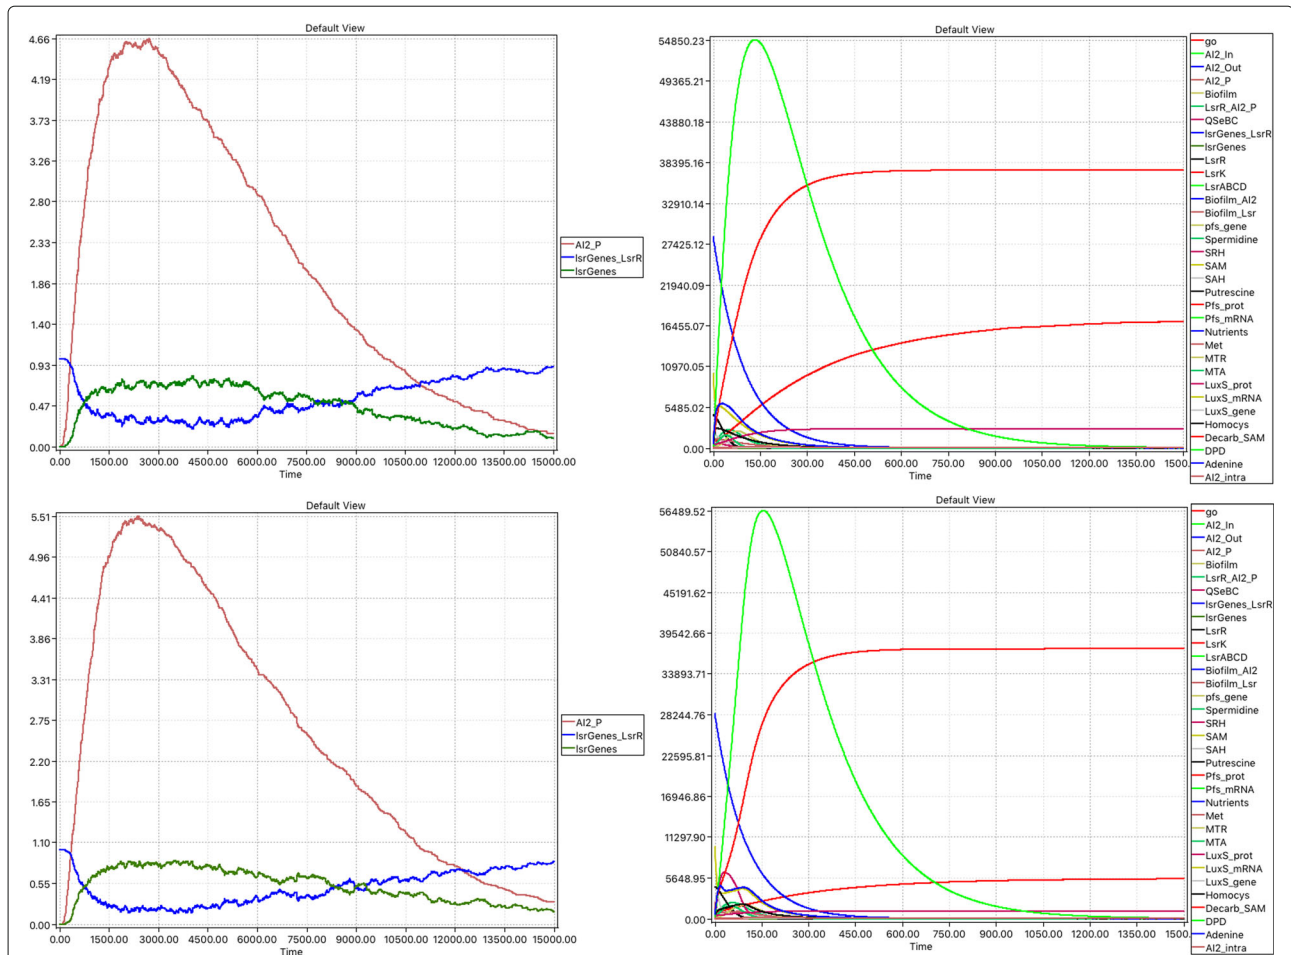 Default View
4.66
4.19
3.73
3.26
2.80
2.33
1.86
1.40
0.93
0.47
0.00
0.00 1500.00 3000.00 4500.00 6000.00 7500.00 9000.00 10500.00 12000.00 13500.00 15000.00
Time
AI2_P
lsrGenes_LsrR
lsrGenes
Default View
54850.23
49365.21
43880.18
38395.16
32910.14
27425.12
21940.09
16455.07
10970.05
5485.02
0.00
0.00 150.00 300.00 450.00 600.00 750.00 900.00 1050.00 1200.00 1350.00 1500.
Time
go
AI2_In
AI2_Out
AI2_P
Biofilm
LsrR_AI2_P
QSeBC
lsrGenes_LsrR
lsrGenes
LsrR
LsrK
LsrABCD
Biofilm_AI2
Biofilm_Lsr
pfs_gene
Spermidine
SRH
SAM
SAH
Putrescine
Pfs_prot
Pfs_mRNA
Nutrients
Met
MTR
MTA
LuxS_prot
LuxS_mRNA
LuxS_gene
Homocys
Decarb_SAM
DPD
Adenine
AI2_intra
Default View
5.51
4.96
4.41
3.86
3.31
2.75
2.20
1.65
1.10
0.55
0.00
0.00 1500.00 3000.00 4500.00 6000.00 7500.00 9000.00 10500.00 12000.00 13500.00 15000.00
Time
AI2_P
lsrGenes_LsrR
lsrGenes
Default View
56489.52
50840.57
45191.62
39542.66
33893.71
28244.76
22595.81
16946.86
11297.90
5648.95
0.00
0.00 150.00 300.00 450.00 600.00 750.00 900.00 1050.00 1200.00 1350.00 1500.
Time
go
AI2_In
AI2_Out
AI2_P
Biofilm
LsrR_AI2_P
QSeBC
lsrGenes_LsrR
lsrGenes
LsrR
LsrK
LsrABCD
Biofilm_AI2
Biofilm_Lsr
pfs_gene
Spermidine
SRH
SAM
SAH
Putrescine
Pfs_prot
Pfs_mRNA
Nutrients
Met
MTR
MTA
LuxS_prot
LuxS_mRNA
LuxS_gene
Homocys
Decarb_SAM
DPD
Adenine
AI2_intra